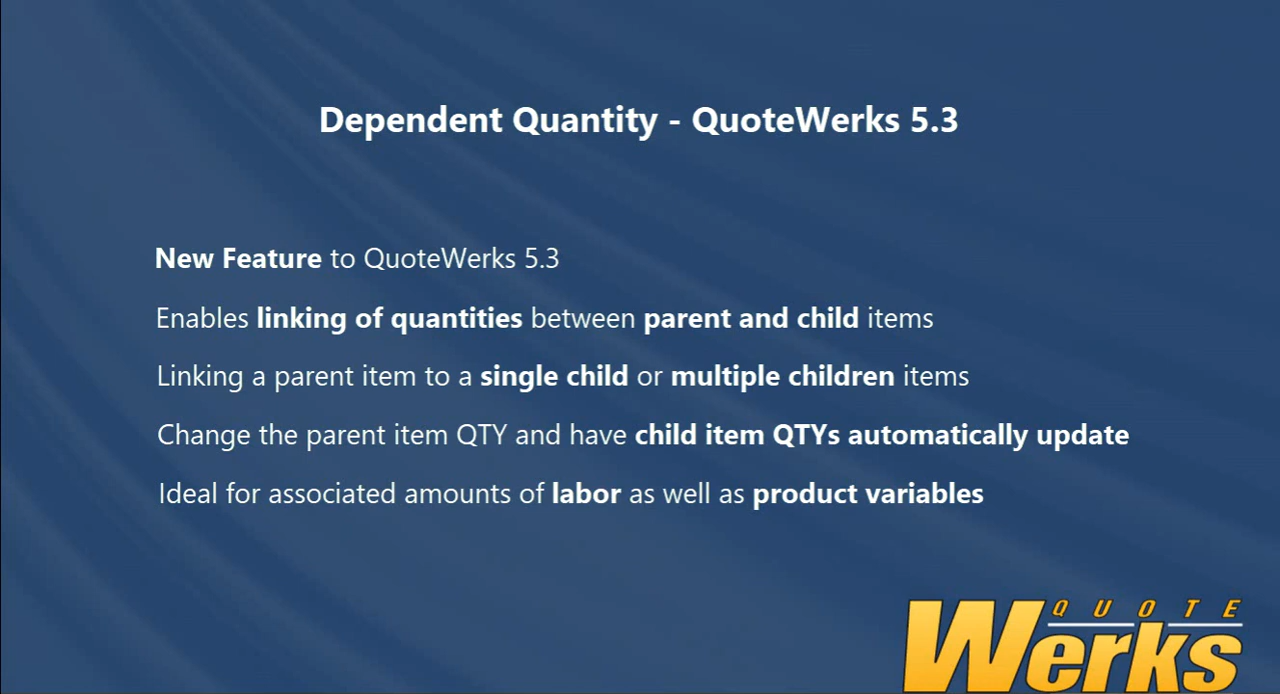 Dependent Quantity - QuoteWerks 5.3
New Feature to QuoteWerks 5.3
Enables linking of quantities between parent and child items
Linking a parent item to a single child or multiple children items
Change the parent item QTY and have child item QTYs automatically update
Ideal for associated amounts of labor as well as product variables
QUOTE
Werks